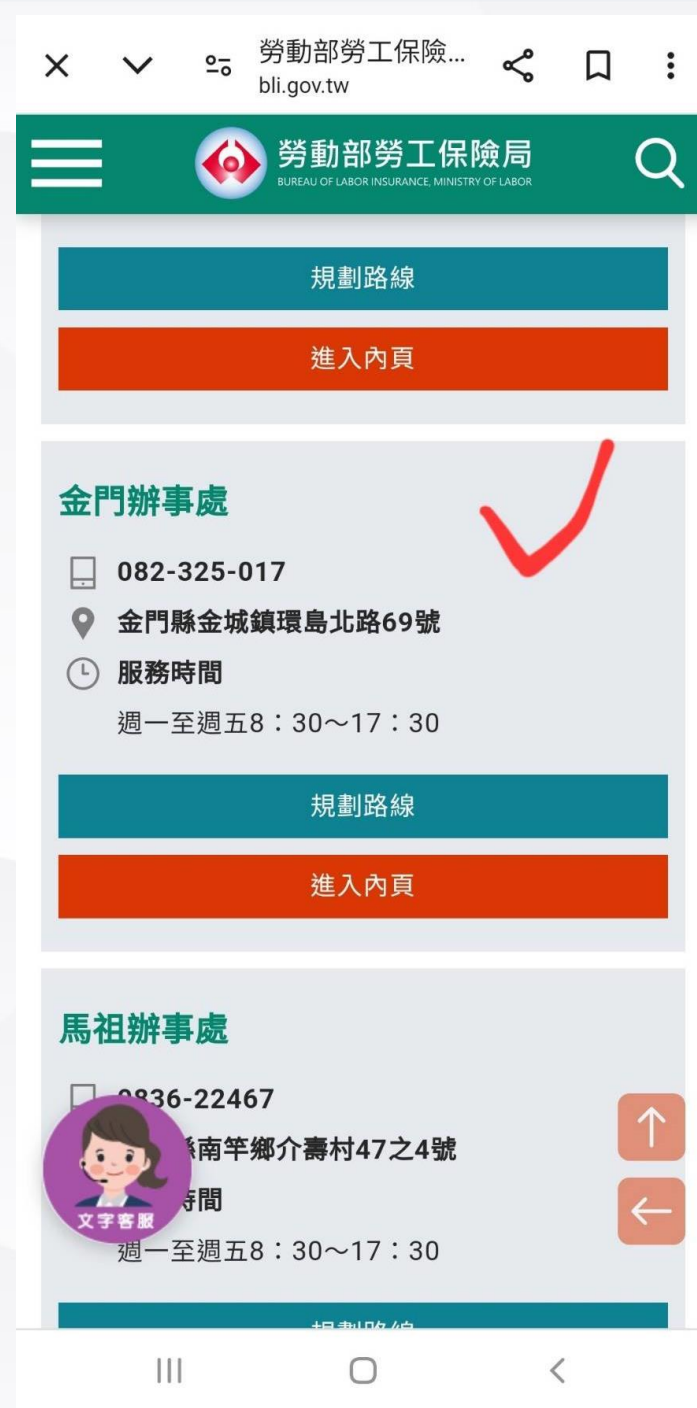 勞動部勞工保險...
bli.gov.tw
勞動部勞工保險局
BUREAU OF LABOR INSURANCE, MINISTRY OF LABOR
規劃路線
進入內頁
金門辦事處
082-325-017
金門縣金城鎮環島北路69號
服務時間
週一至週五8：30～17：30
規劃路線
進入內頁
馬祖辦事處
0836-22467
南竿鄉介壽村47之4號
時間
文字客服
週一至週五8：30～17：30
規劃路線